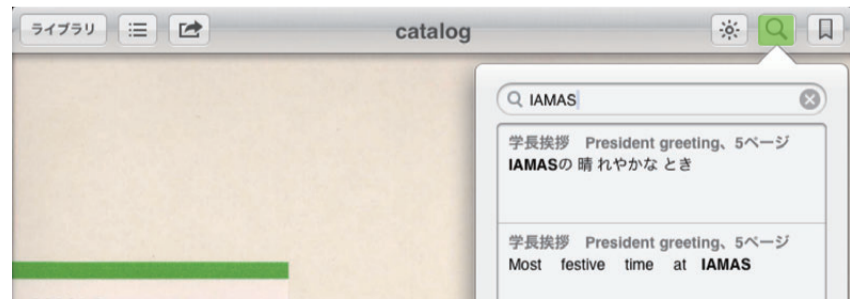 ライブラリ catalog
IAMAS
学長挨拶 President greeting、5ページ
IAMASの 晴 れやかな とき
学長挨拶 President greeting、5ページ
Most festive time at IAMAS